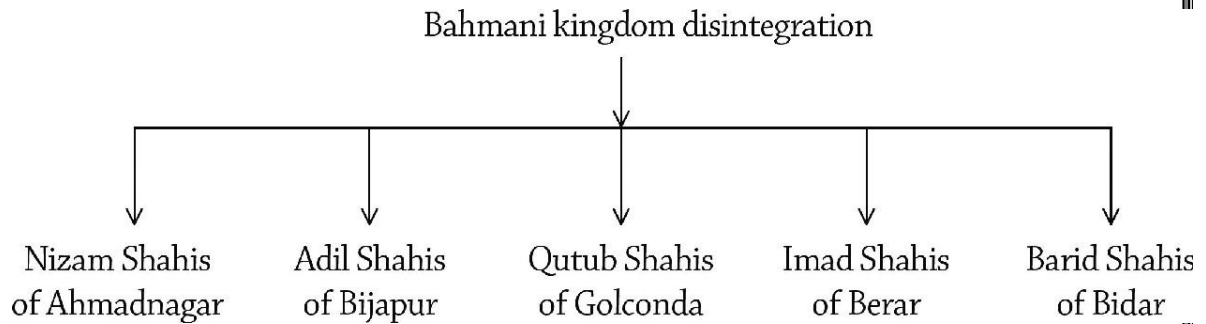 Bahmani kingdom disintegration
Nizam Shahis
of Ahmadnagar
Adil Shahis
of Bijapur
Qutub Shahis
of Golconda
Imad Shahis
of Berar
Barid Shahis
of Bidar